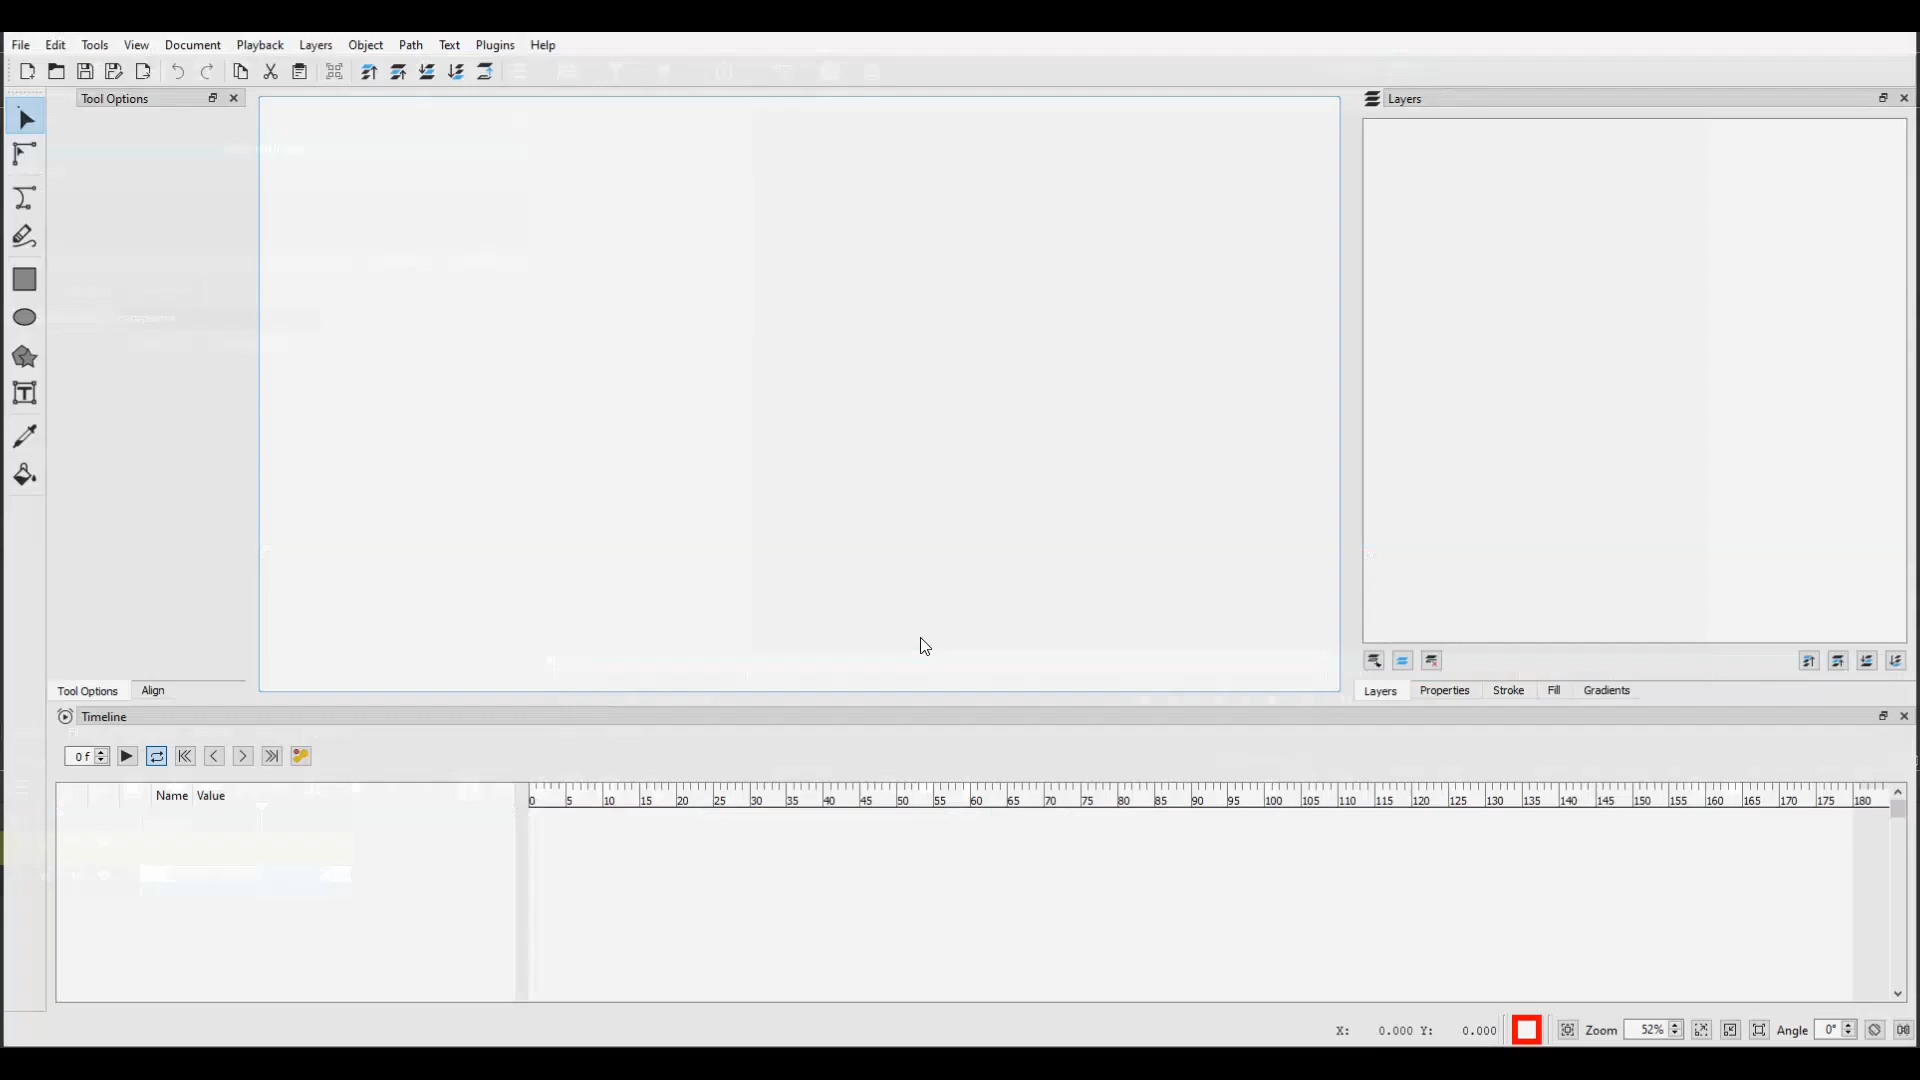 File Edit Tools View Document Playback Layers Object Path Text Plugins Help
Tool Options
Layers
Tool Options Align
Layers Properties Stroke Fill Gradients
Timeline
0 f
Name Value
0 5 10 15 20 25 30 35 40 45 50 55 60 65 70 75 80 85 90 95 100 105 110 115 120 125 130 135 140 145 150 155 160 165 170 175 180
X: 0.000 Y: 0.000 Zoom 52% Angle 0°